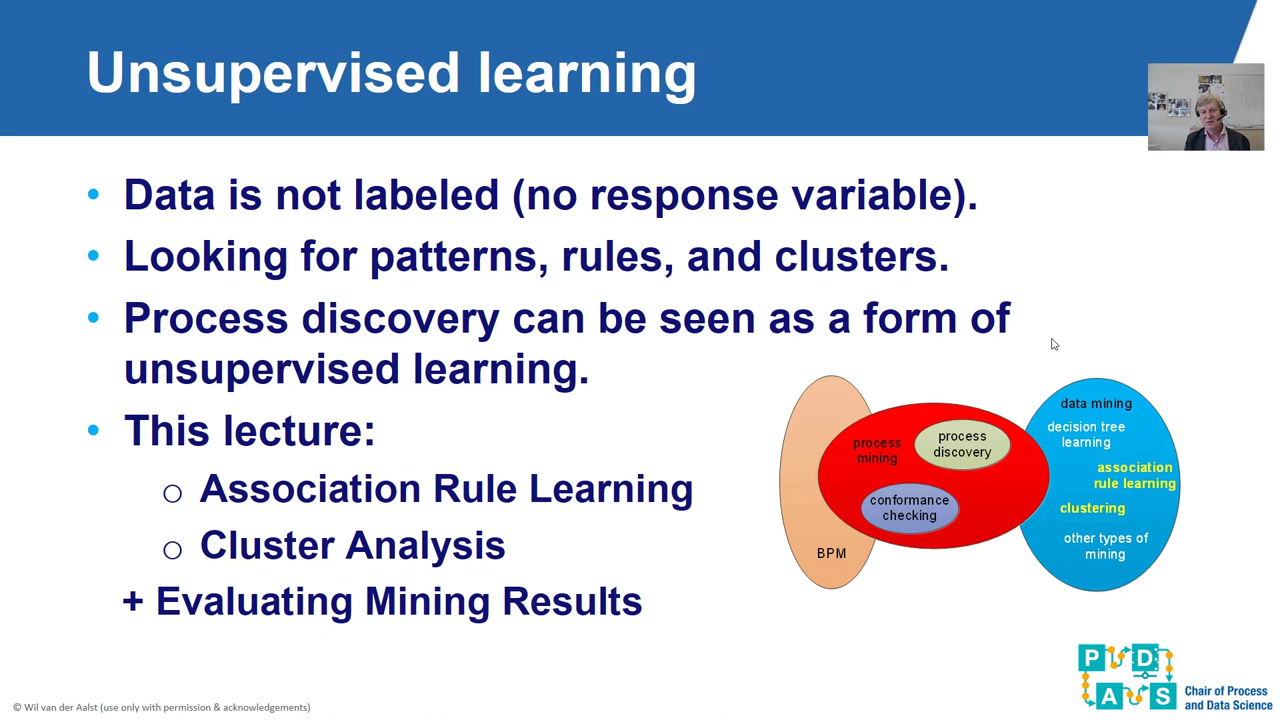 Unsupervised learning
• Data is not labeled (no response variable).
• Looking for patterns, rules, and clusters.
• Process discovery can be seen as a form of
unsupervised learning.
• This lecture:
o Association Rule Learning
o Cluster Analysis
+ Evaluating Mining Results
process
mining
process
discovery
conformance
checking
BPM
data mining
decision tree
learning
association
rule learning
clustering
other types of
mining
P D
A S
Chair of Process
and Data Science
© Wil van der Aalst (use only with permission & acknowledgements)